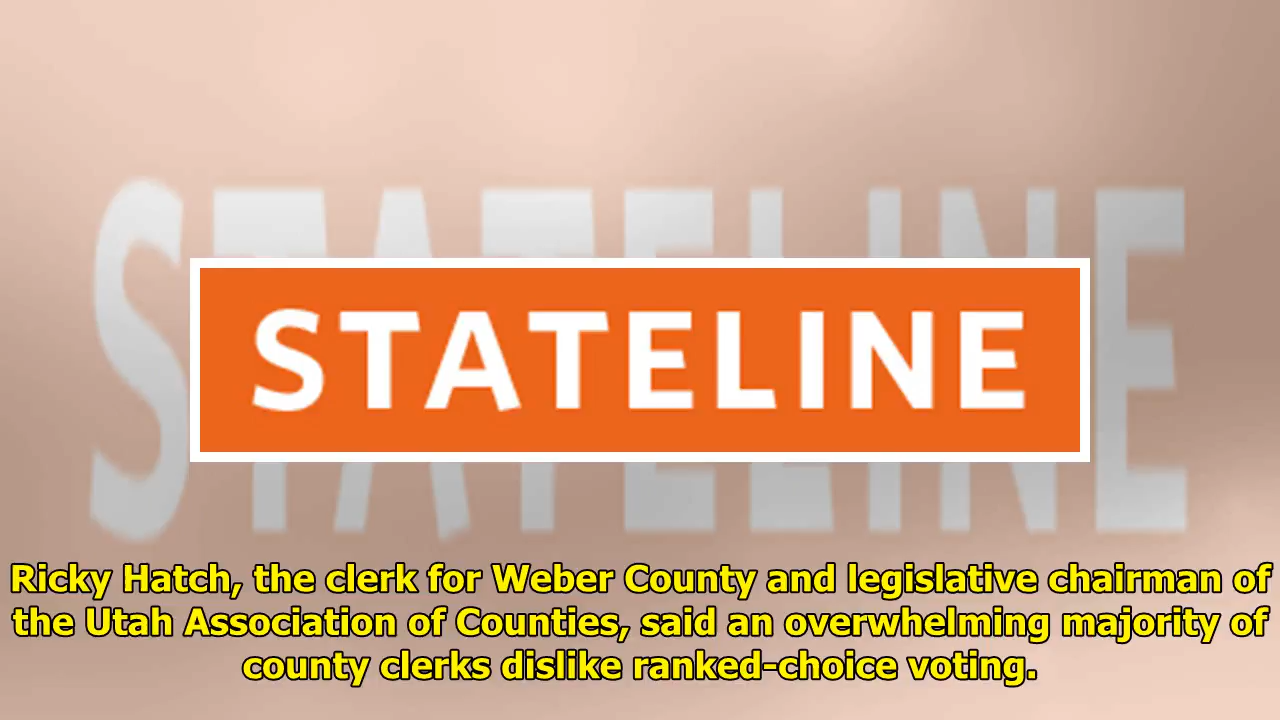 STATELINE
STATELINE
Ricky Hatch, the clerk for Weber County and legislative chairman of
the Utah Association of Counties, said an overwhelming majority of
county clerks dislike ranked-choice voting.